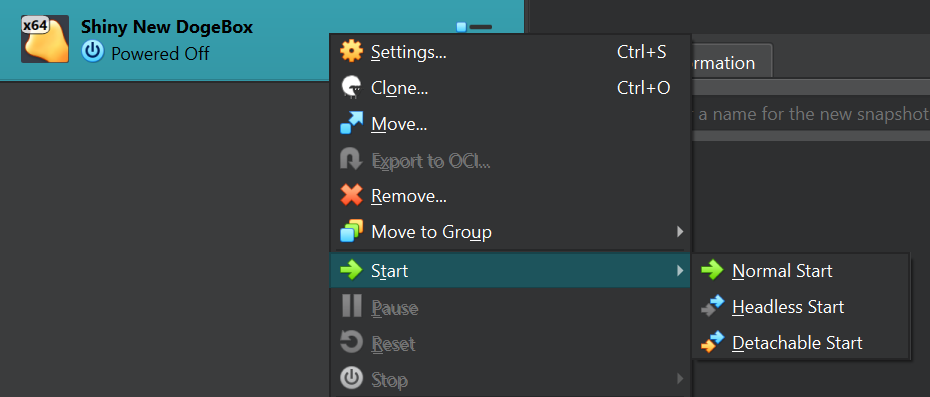 x64
Shiny New DogeBox
Powered Off
Settings... Ctrl+S
Clone... Ctrl+O
rmation
Move...
a name for the new snapshot
Export to OCI...
Remove...
Move to Group
Start
Normal Start
Pause
Headless Start
Reset
Detachable Start
Stop